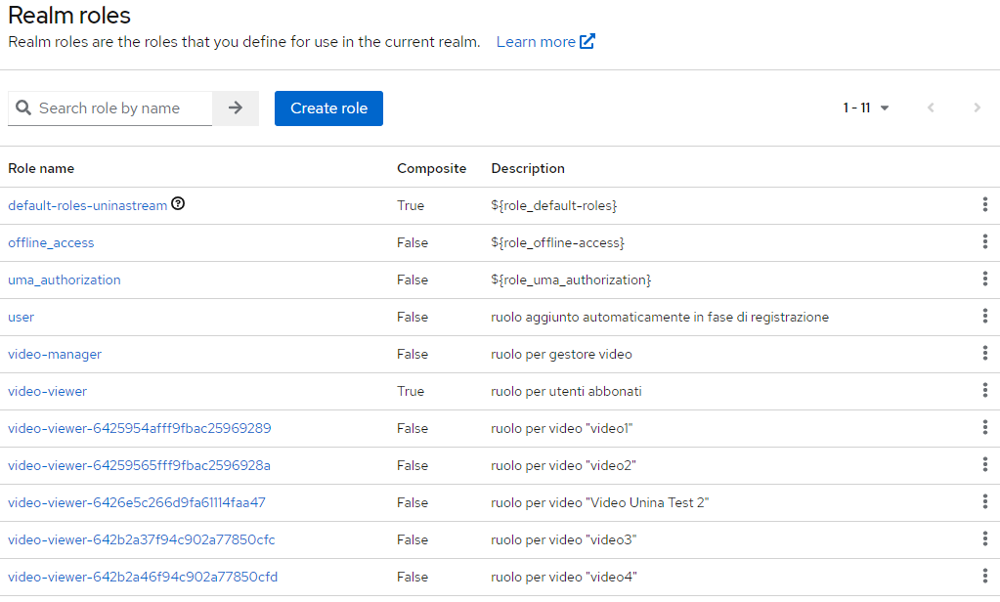 Realm roles
Realm roles are the roles that you define for use in the current realm. Learn more
Search role by name Create role 1 - 11
Role name Composite Description
default-roles-uninastream True ${role_default-roles}
offline_access False ${role_offline-access}
uma_authorization False ${role_uma_authorization}
user False ruolo aggiunto automaticamente in fase di registrazione
video-manager False ruolo per gestore video
video-viewer True ruolo per utenti abbonati
video-viewer-6425954afff9fbac25969289 False ruolo per video "video1"
video-viewer-64259565fff9fbac2596928a False ruolo per video "video2"
video-viewer-6426e5c266d9fa61114faa47 False ruolo per video "Video Unina Test 2"
video-viewer-642b2a37f94c902a77850cfc False ruolo per video "video3"
video-viewer-642b2a46f94c902a77850cfd False ruolo per video "video4"